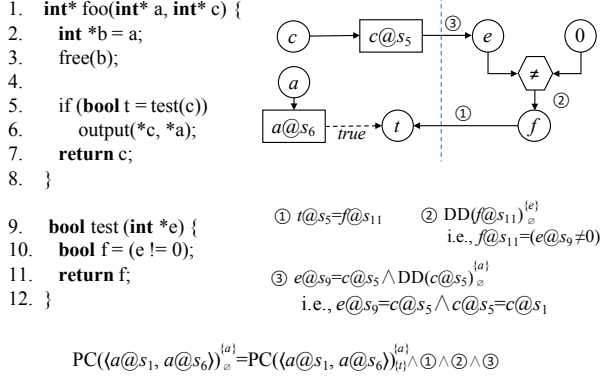 1. int* foo(int* a, int* c) {
2. int *b = a;
3. free(b);
4.
5. if (bool t = test(c))
6. output(*c, *a);
7. return c;
8. }
9. bool test (int *e) {
10. bool f = (e != 0);
11. return f;
12. }
c c@s₅ ③ e 0
a ≠
a@s₆ true t ① f ②
① t@s₅=f@s₁₁ ② DD(f@s₁₁)_∅^{e}
i.e., f@s₁₁=(e@s₉≠0)
③ e@s₉=c@s₅∧DD(c@s₅)_∅^{a}
i.e., e@s₉=c@s₅∧c@s₅=c@s₁
PC(⟨a@s₁, a@s₆⟩)_∅^{a}=PC(⟨a@s₁, a@s₆⟩)_{t}^{a}∧①∧②∧③